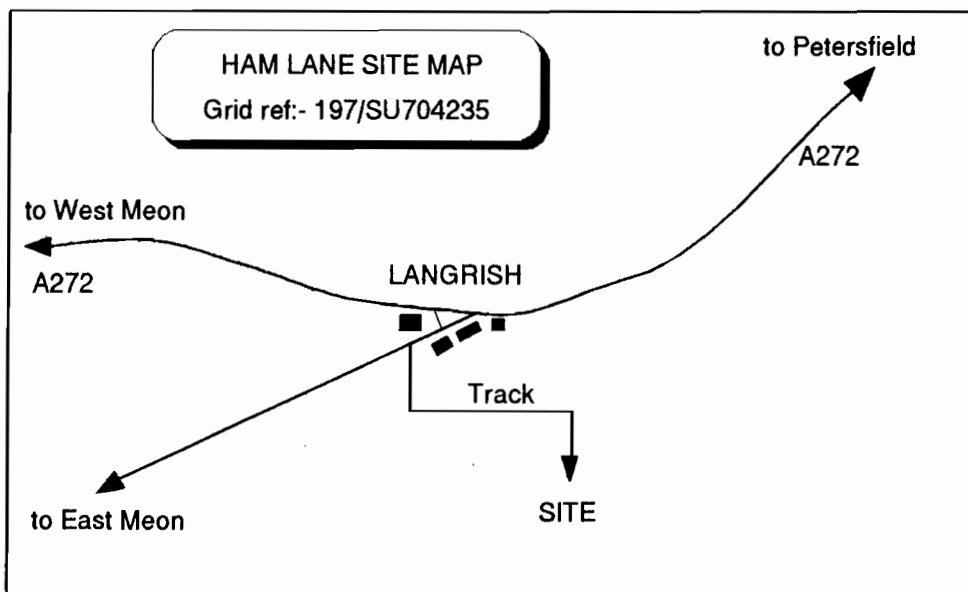 HAM LANE SITE MAP
Grid ref:- 197/SU704235
to Petersfield
A272
to West Meon
A272
LANGRISH
Track
SITE
to East Meon